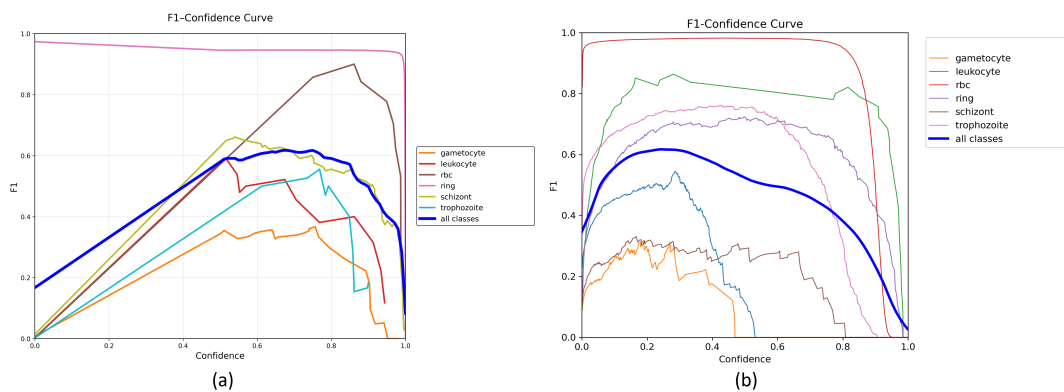 F1–Confidence Curve
F1
1.0
0.8
0.6
0.4
0.2
0.0
0.0
0.2
0.4
0.6
0.8
1.0
Confidence
gametocyte
leukocyte
rbc
ring
schizont
trophozoite
all classes
(a)
F1-Confidence Curve
F1
1.0
0.8
0.6
0.4
0.2
0.0
0.0
0.2
0.4
0.6
0.8
1.0
Confidence
gametocyte
leukocyte
rbc
ring
schizont
trophozoite
all classes
(b)